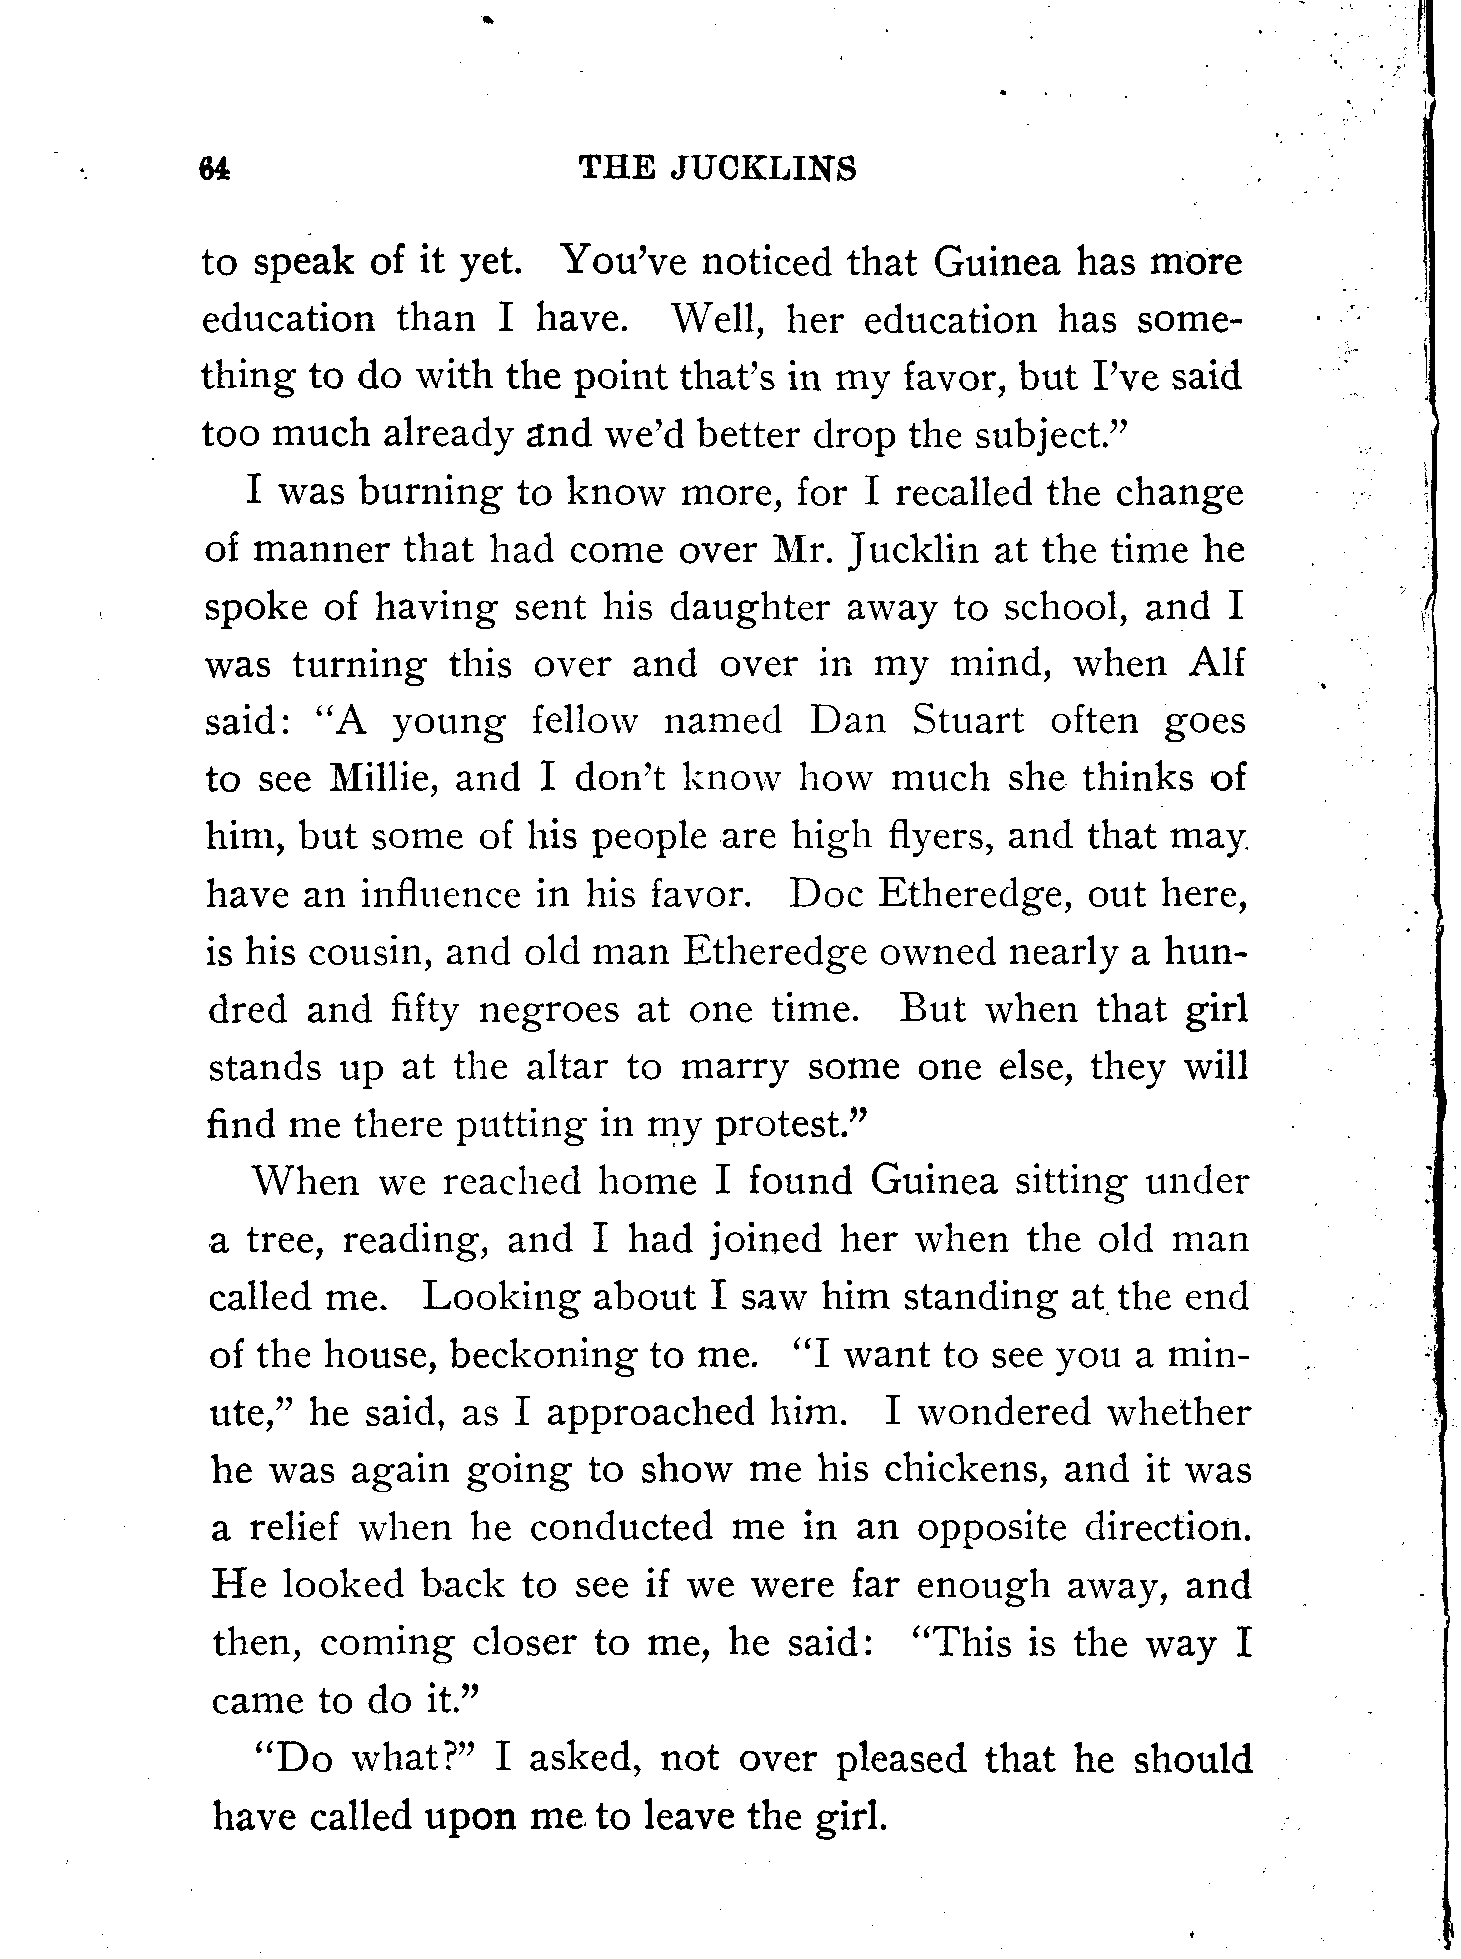 64 THE JUCKLINS
to speak of it yet. You've noticed that Guinea has more
education than I have. Well, her education has some-
thing to do with the point that's in my favor, but I've said
too much already and we'd better drop the subject.”
I was burning to know more, for I recalled the change
of manner that had come over Mr. Jucklin at the time he
spoke of having sent his daughter away to school, and I
was turning this over and over in my mind, when Alf
said: “A young fellow named Dan Stuart often goes
to see Millie, and I don't know how much she thinks of
him, but some of his people are high flyers, and that may
have an influence in his favor. Doc Etheredge, out here,
is his cousin, and old man Etheredge owned nearly a hun-
dred and fifty negroes at one time. But when that girl
stands up at the altar to marry some one else, they will
find me there putting in my protest.”
When we reached home I found Guinea sitting under
a tree, reading, and I had joined her when the old man
called me. Looking about I saw him standing at the end
of the house, beckoning to me. “I want to see you a min-
ute,” he said, as I approached him. I wondered whether
he was again going to show me his chickens, and it was
a relief when he conducted me in an opposite direction.
He looked back to see if we were far enough away, and
then, coming closer to me, he said: “This is the way I
came to do it.”
“Do what?” I asked, not over pleased that he should
have called upon me to leave the girl.